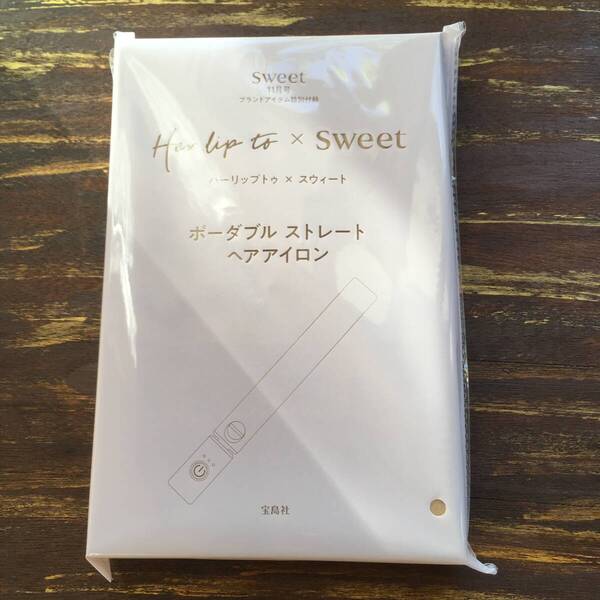 sweet
11月号
ブランドアイテム特別付録
Her lip to × sweet
ハーリップトゥ × スウィート
ポータブル ストレート
ヘアアイロン
宝島社